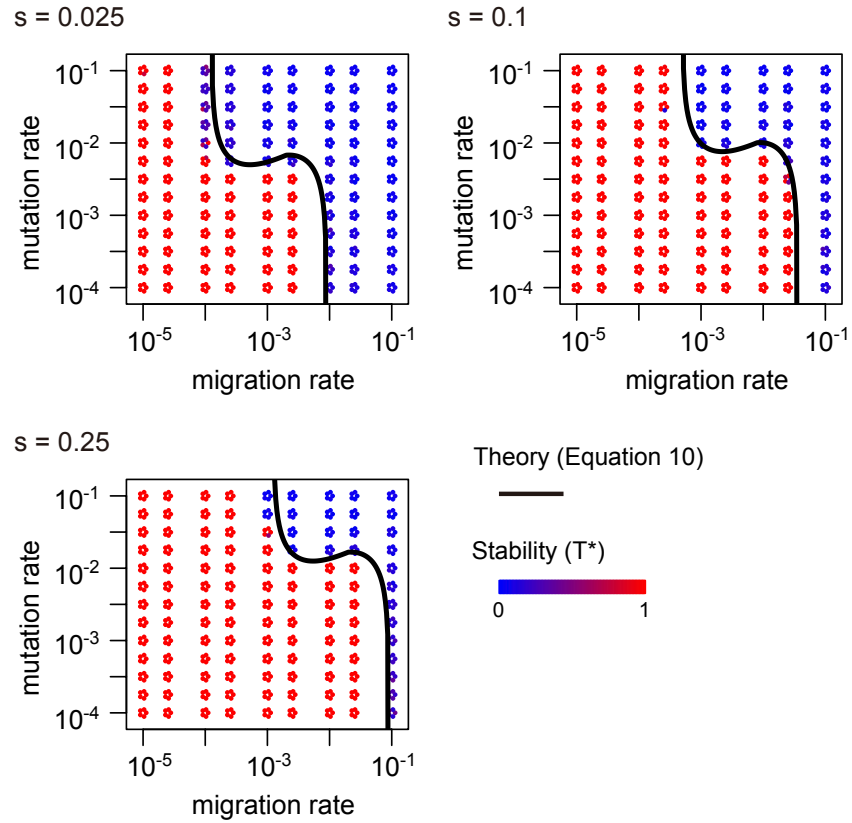 s = 0.025
s = 0.1
10⁻¹
10⁻²
10⁻³
10⁻⁴
mutation rate
10⁻⁵
10⁻³
10⁻¹
migration rate
10⁻¹
10⁻²
10⁻³
10⁻⁴
mutation rate
10⁻⁵
10⁻³
10⁻¹
migration rate
s = 0.25
10⁻¹
10⁻²
10⁻³
10⁻⁴
mutation rate
10⁻⁵
10⁻³
10⁻¹
migration rate
Theory (Equation 10)
Stability (T*)
0 1